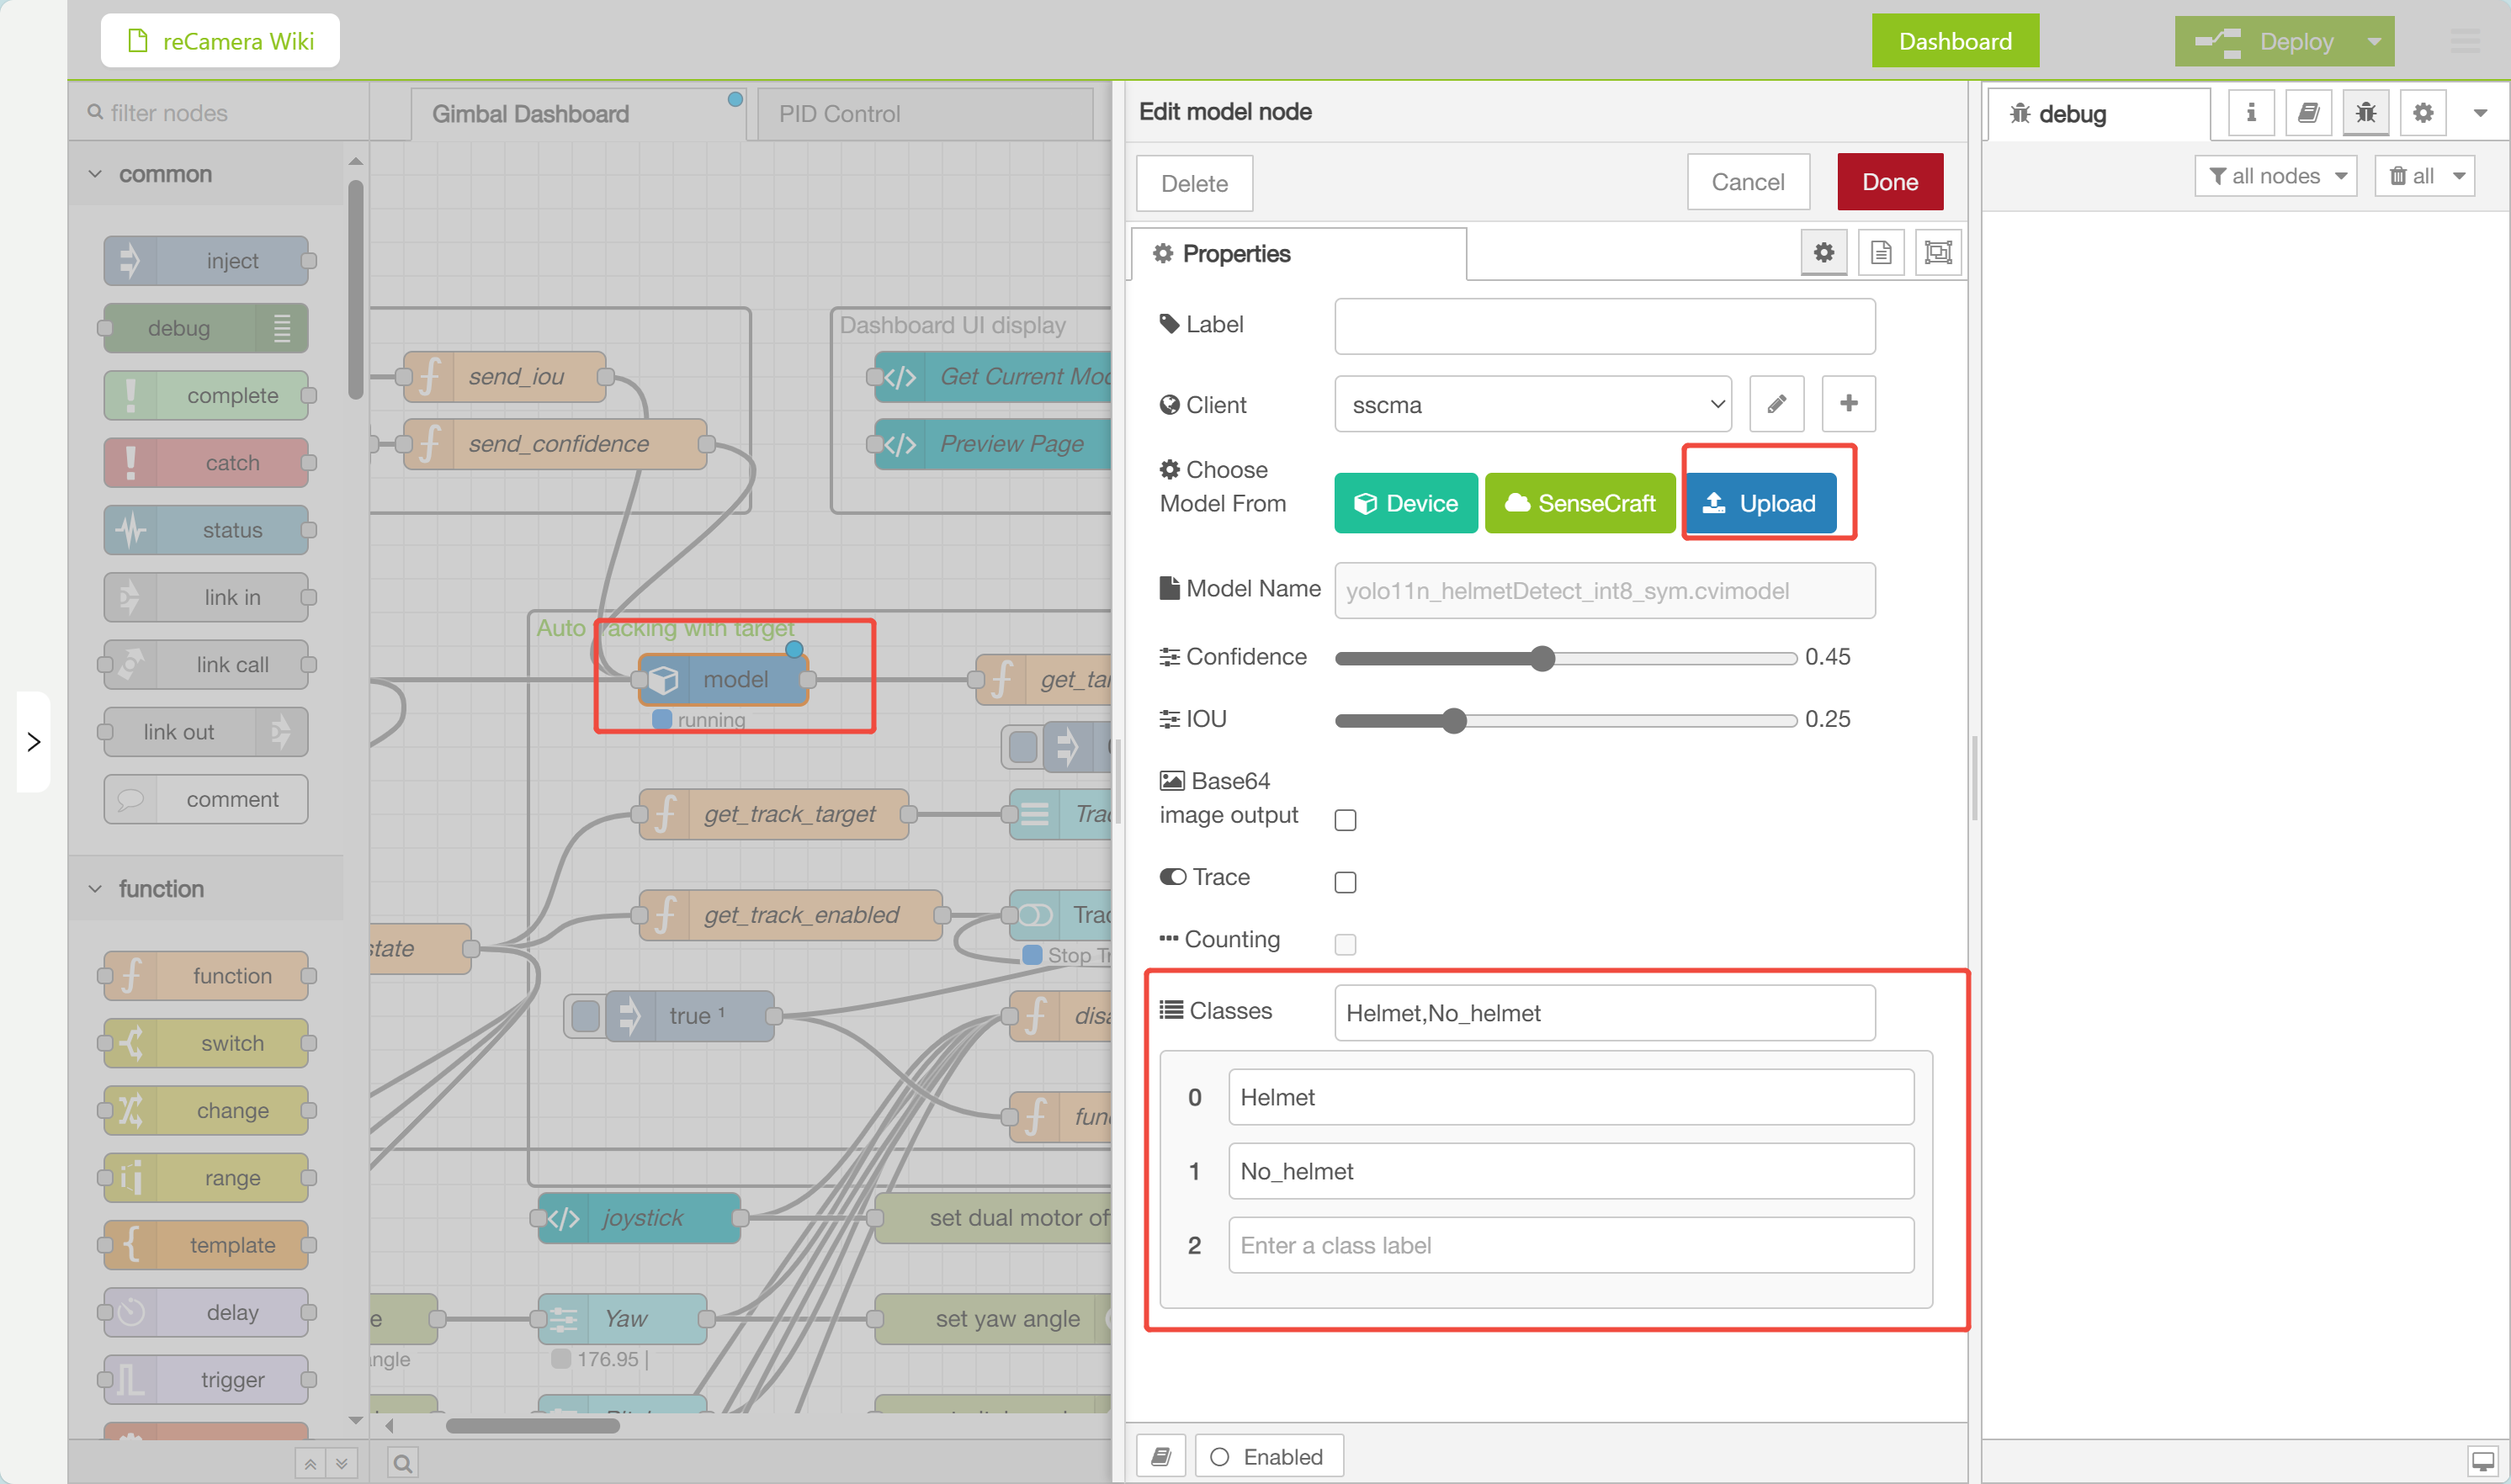 reCamera Wiki
Dashboard
Deploy
filter nodes
Gimbal Dashboard
PID Control
Edit model node
debug
common
Delete
Cancel
Done
all nodes
all
Properties
inject
debug
complete
catch
status
link in
link call
link out
comment
function
function
switch
change
range
template
delay
trigger
send_iou
send_confidence
Dashboard UI display
Get Current Mod
Preview Page
Auto Tracking with target
model
running
get_tar
get_track_target
Trac
get_track_enabled
Trac
Stop Tr
state
true ¹
disa
func
joystick
set dual motor of
e
Yaw
set yaw angle
angle
176.95 |
Label
Client
sscma
Choose
Model From
Device
SenseCraft
Upload
Model Name
yolo11n_helmetDetect_int8_sym.cvimodel
Confidence
0.45
IOU
0.25
Base64
image output
Trace
Counting
Classes
Helmet,No_helmet
0
Helmet
1
No_helmet
2
Enter a class label
Enabled